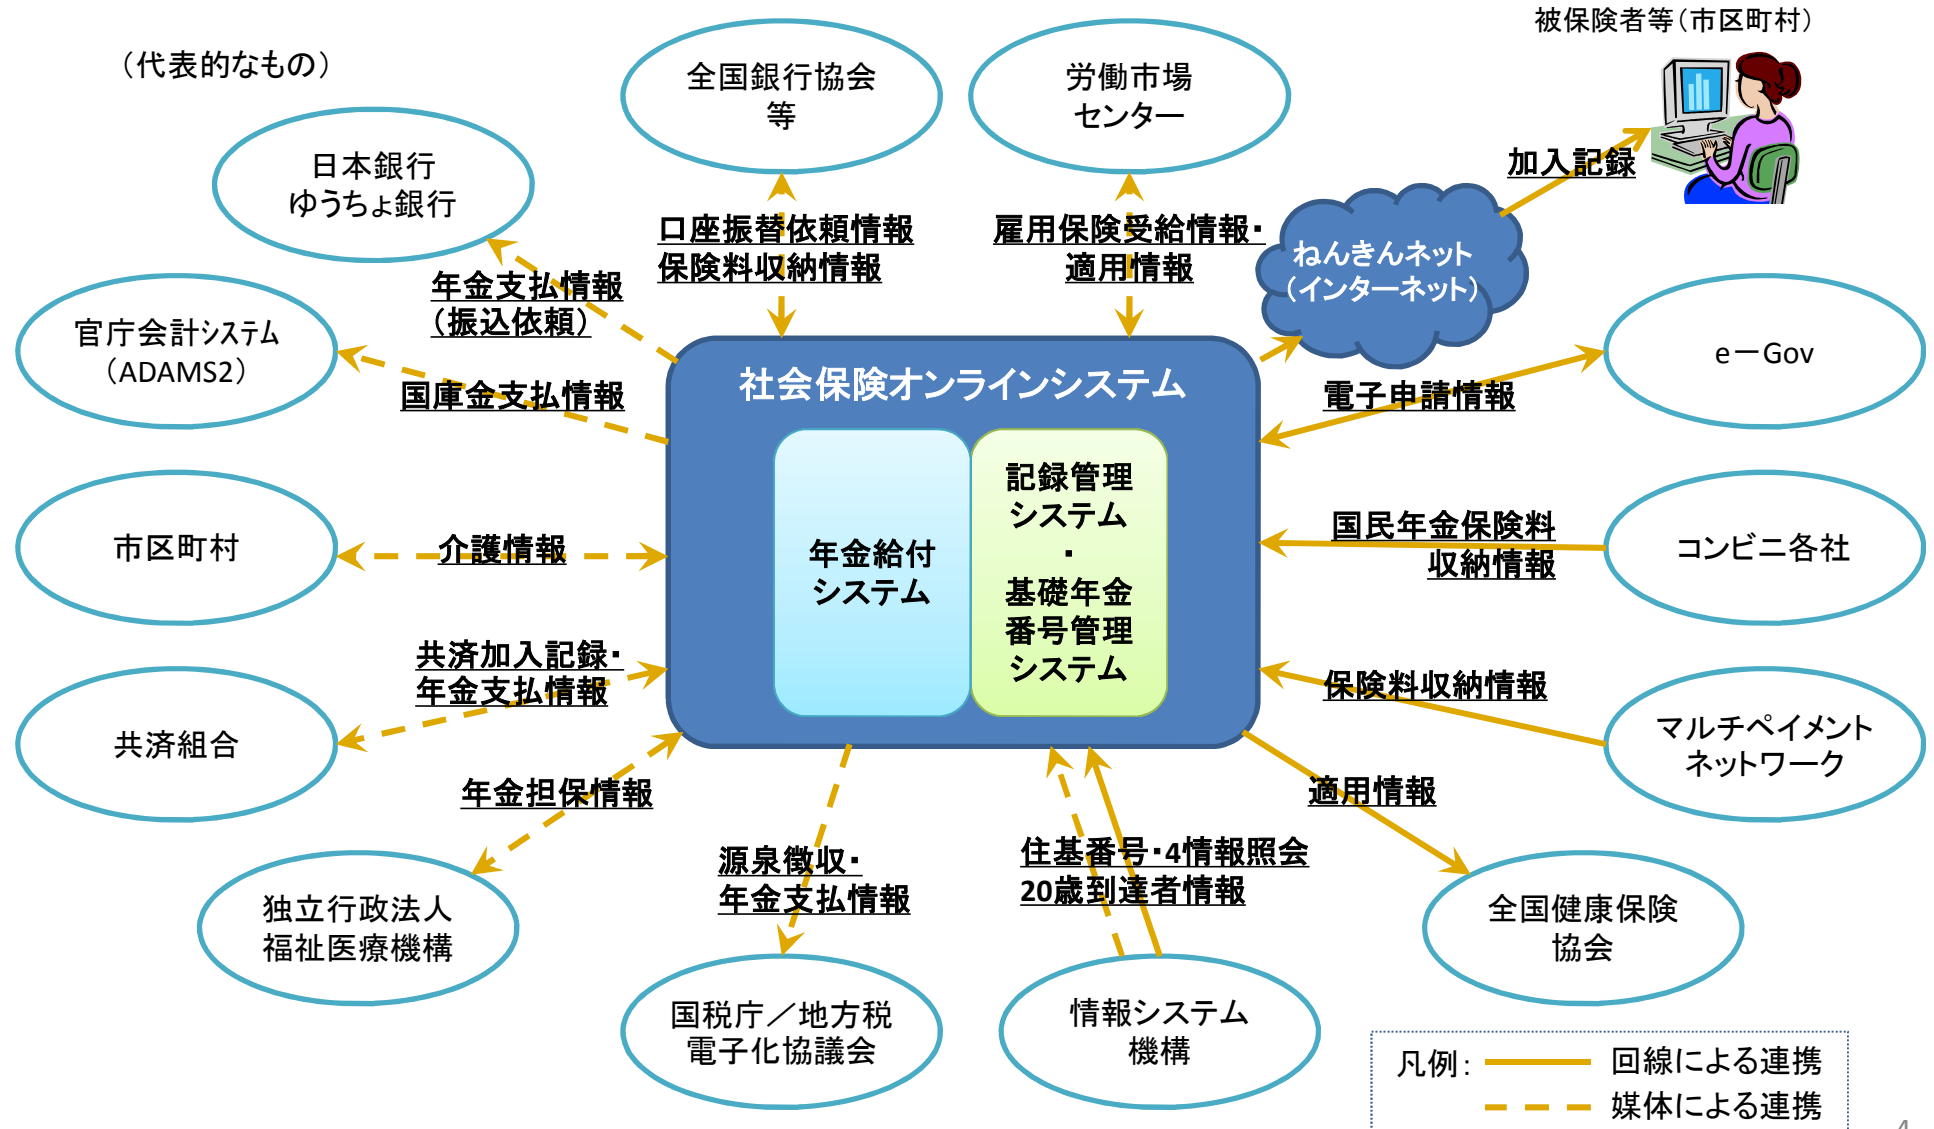 （代表的なもの）
被保険者等（市区町村）
全国銀行協会
等
労働市場
センター
日本銀行
ゆうちょ銀行
加入記録
口座振替依頼情報
保険料収納情報
雇用保険受給情報・
適用情報
ねんきんネット
（インターネット）
年金支払情報
（振込依頼）
官庁会計システム
（ADAMS2）
e－Gov
国庫金支払情報
社会保険オンラインシステム
電子申請情報
年金給付
システム
記録管理
システム
・
基礎年金
番号管理
システム
市区町村
介護情報
国民年金保険料
収納情報
コンビニ各社
共済加入記録・
年金支払情報
共済組合
保険料収納情報
マルチペイメント
ネットワーク
年金担保情報
適用情報
独立行政法人
福祉医療機構
源泉徴収・
年金支払情報
住基番号・4情報照会
20歳到達者情報
全国健康保険
協会
国税庁／地方税
電子化協議会
情報システム
機構
凡例：
回線による連携
媒体による連携